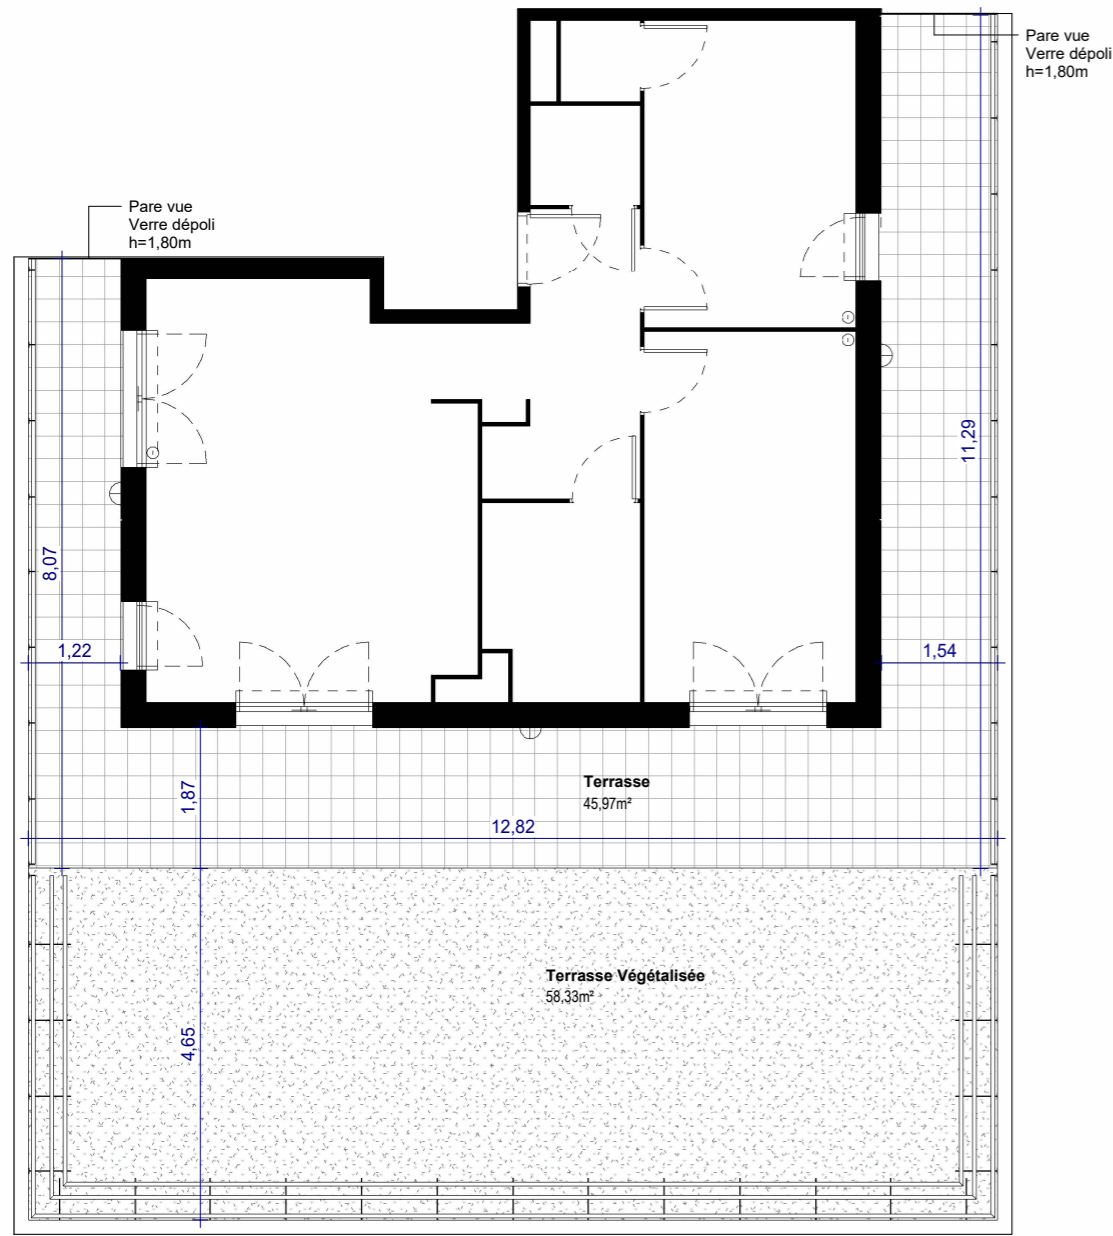 Pare vue
Verre dépoli
h=1,80m
Pare vue
Verre dépoli
h=1,80m
11,29
8,07
1,22
1,54
Terrasse
45,97m²
1,87
12,82
Terrasse Végétalisée
58,33m²
4,65